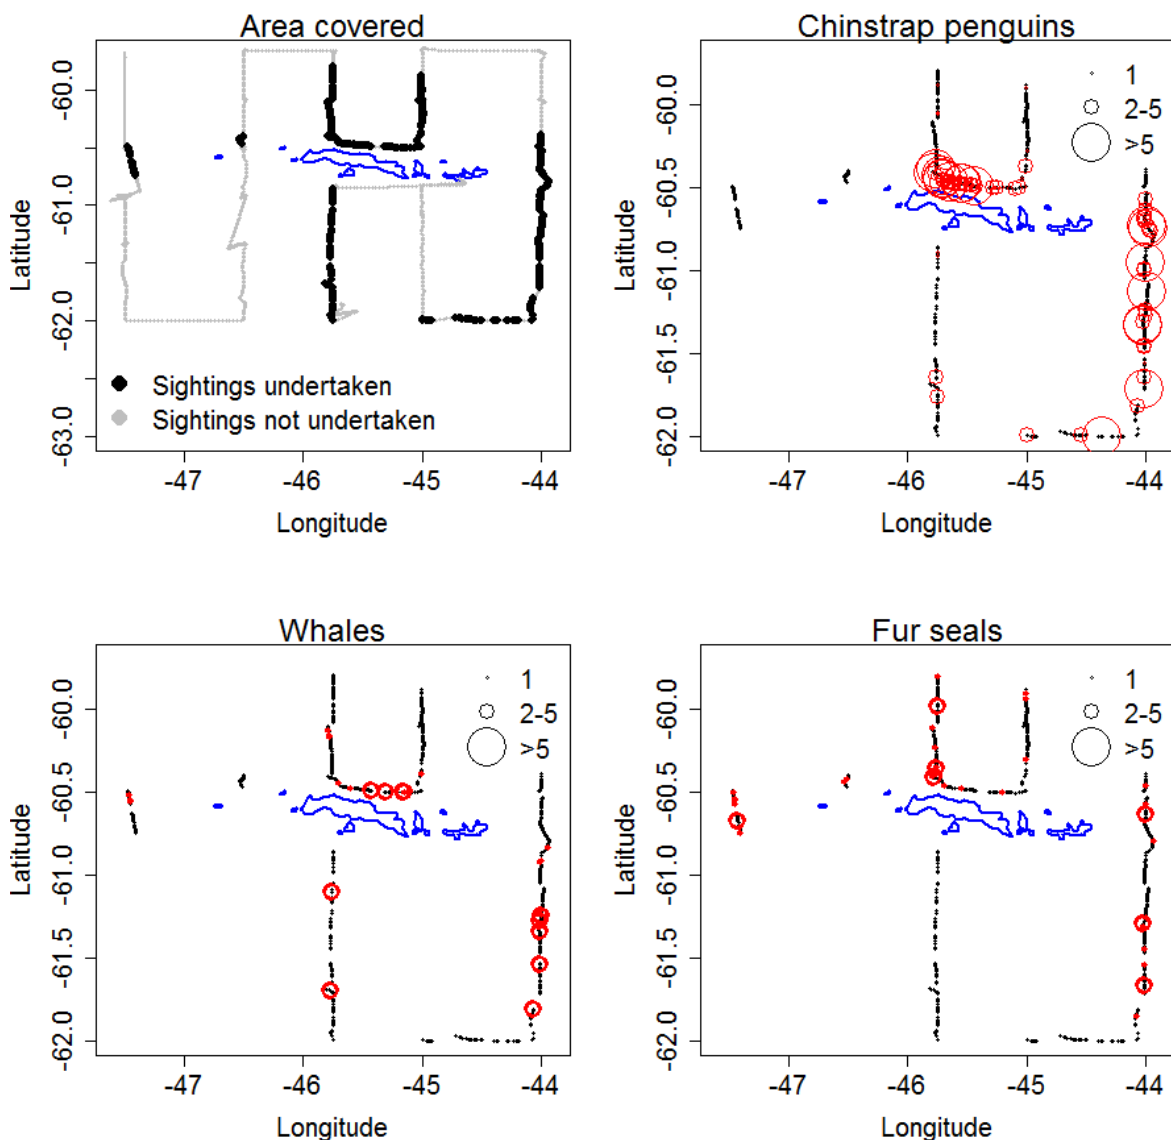 Area covered
Latitude
-60.0
-61.0
-62.0
-63.0
Sightings undertaken
Sightings not undertaken
-47 -46 -45 -44
Longitude
Chinstrap penguins
Latitude
-60.0
-60.5
-61.0
-61.5
-62.0
1
2-5
>5
-47 -46 -45 -44
Longitude
Whales
Latitude
-60.0
-60.5
-61.0
-61.5
-62.0
1
2-5
>5
-47 -46 -45 -44
Longitude
Fur seals
Latitude
-60.0
-60.5
-61.0
-61.5
-62.0
1
2-5
>5
-47 -46 -45 -44
Longitude